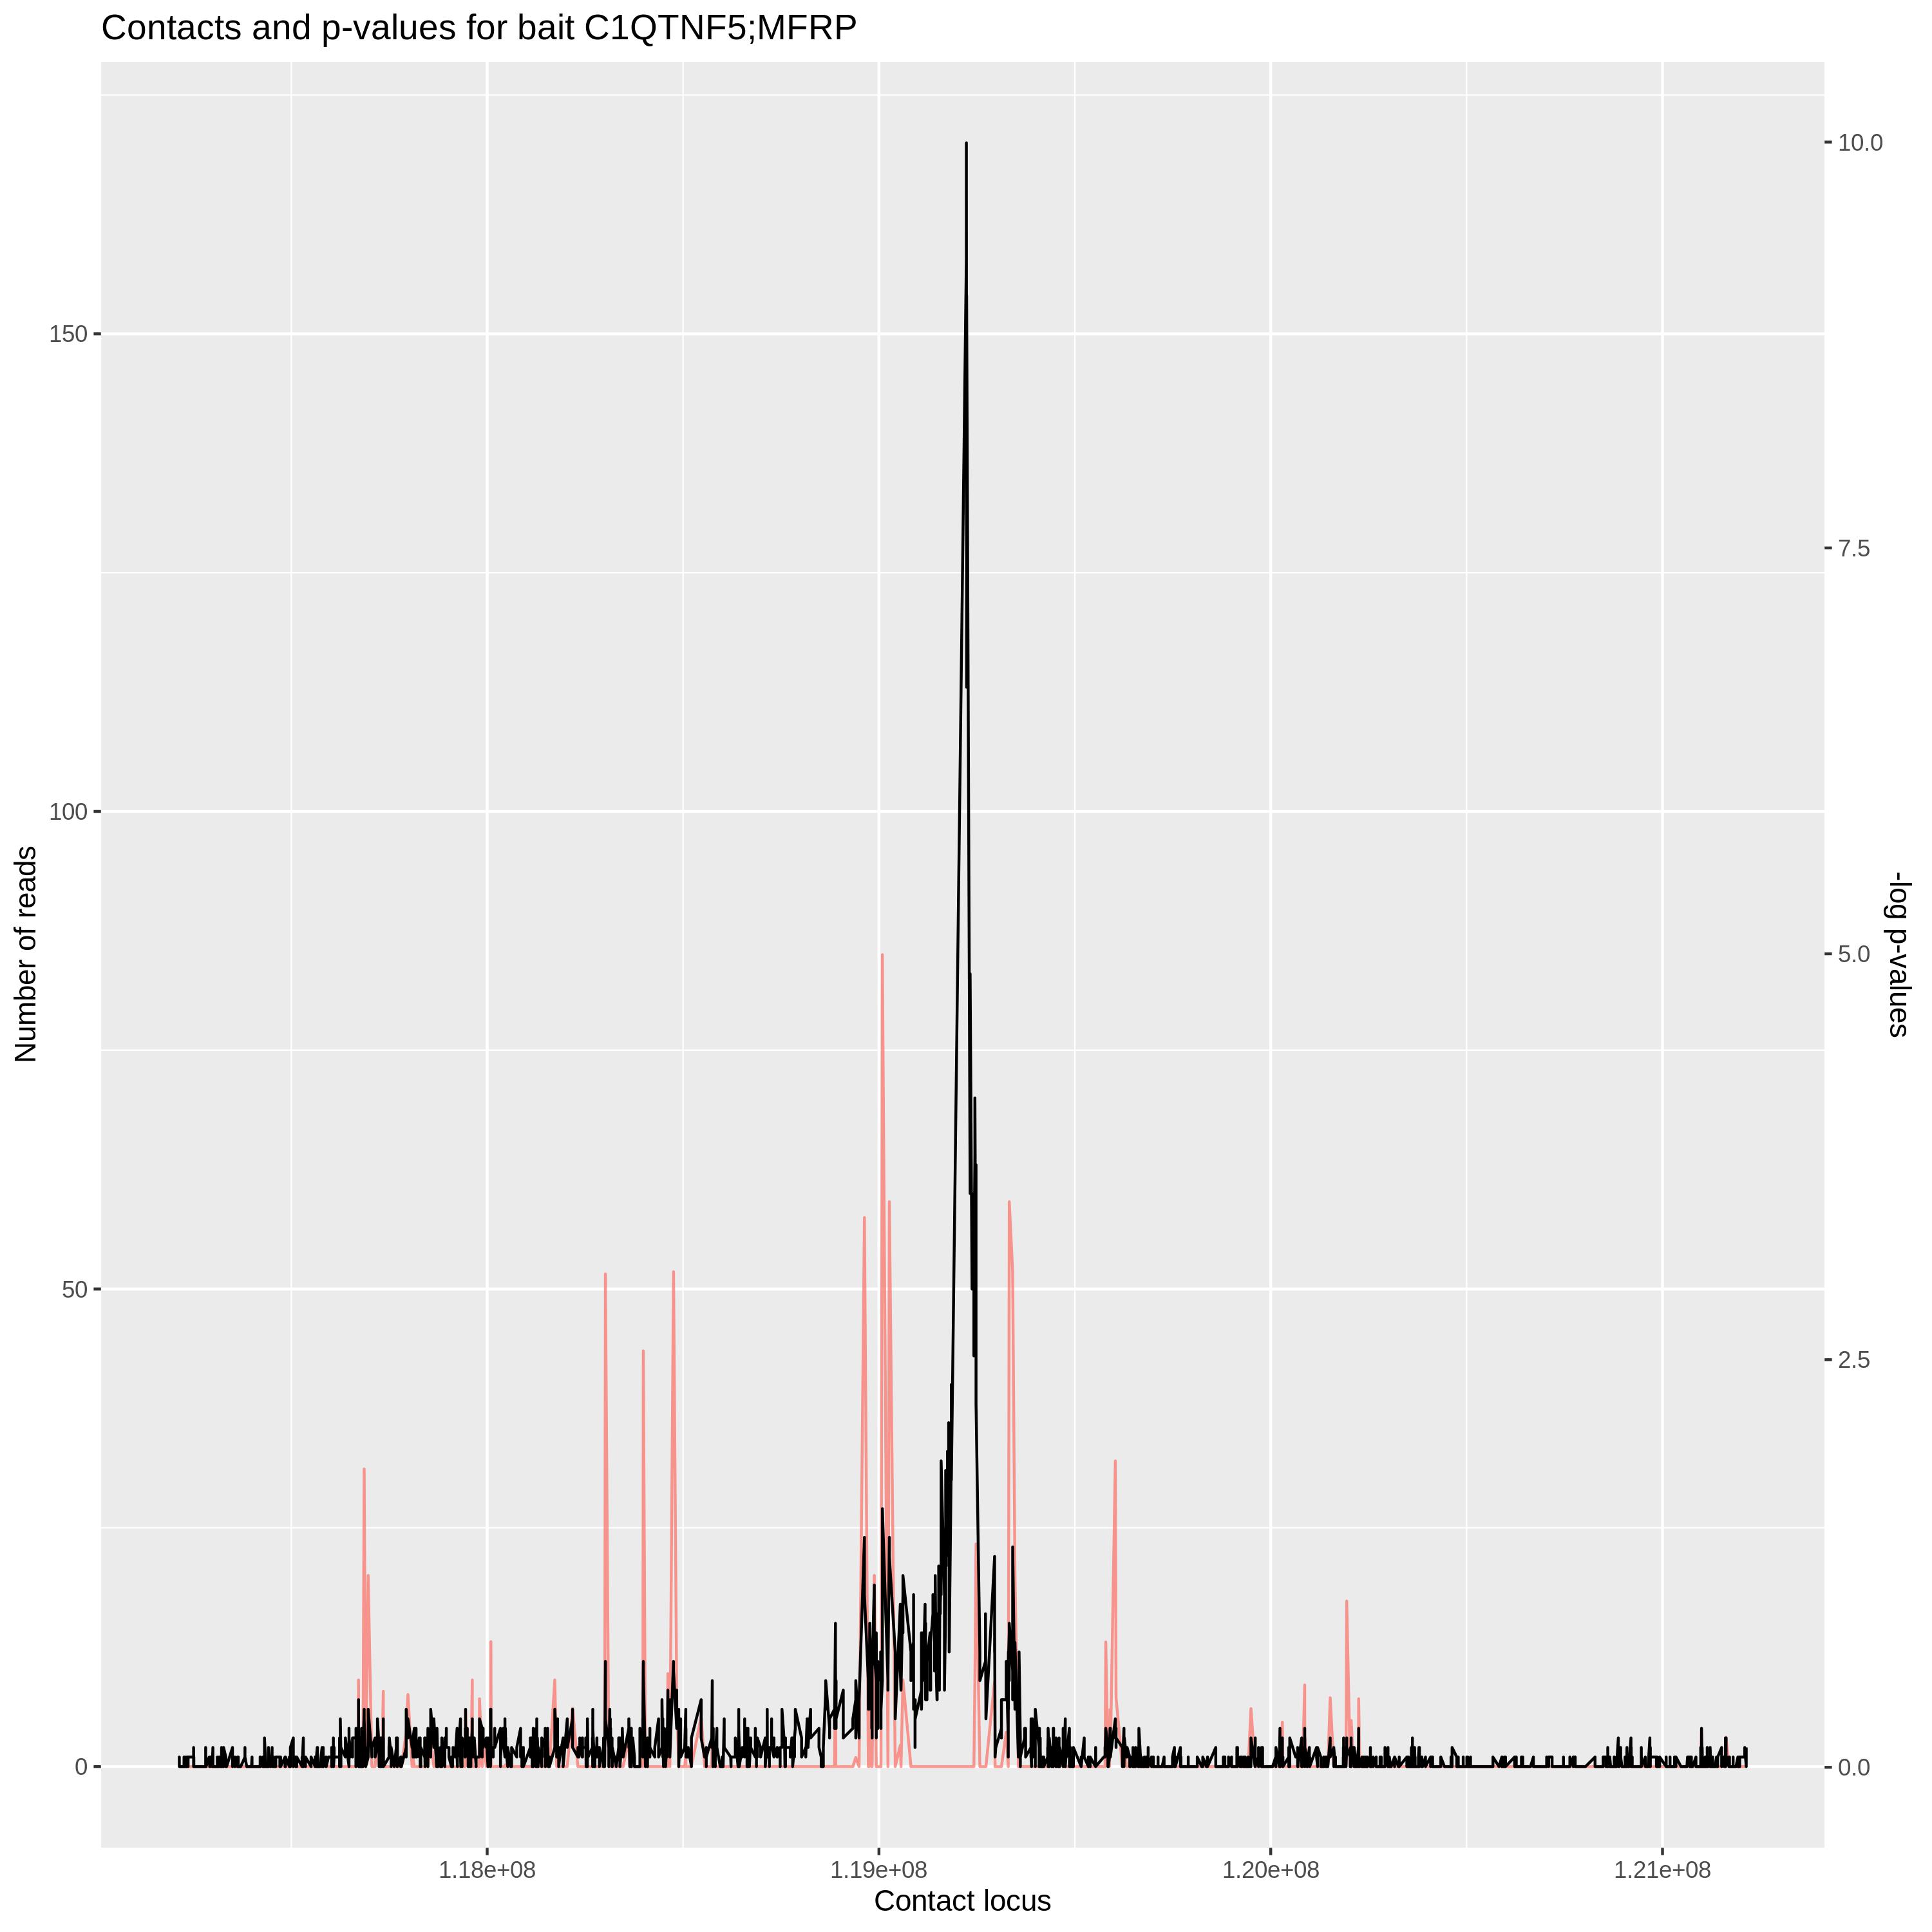 Contacts and p-values for bait C1QTNF5;MFRP
Number of reads
150
100
50
0
10.0
7.5
5.0
2.5
0.0
-log p-values
1.18e+08
1.19e+08
1.20e+08
1.21e+08
Contact locus